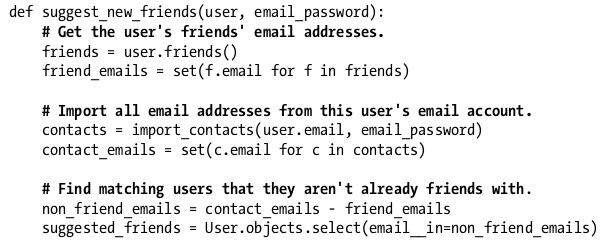 def suggest_new_friends(user, email_password):
    # Get the user's friends' email addresses.
    friends = user.friends()
    friend_emails = set(f.email for f in friends)

    # Import all email addresses from this user's email account.
    contacts = import_contacts(user.email, email_password)
    contact_emails = set(c.email for c in contacts)

    # Find matching users that they aren't already friends with.
    non_friend_emails = contact_emails - friend_emails
    suggested_friends = User.objects.select(email__in=non_friend_emails)